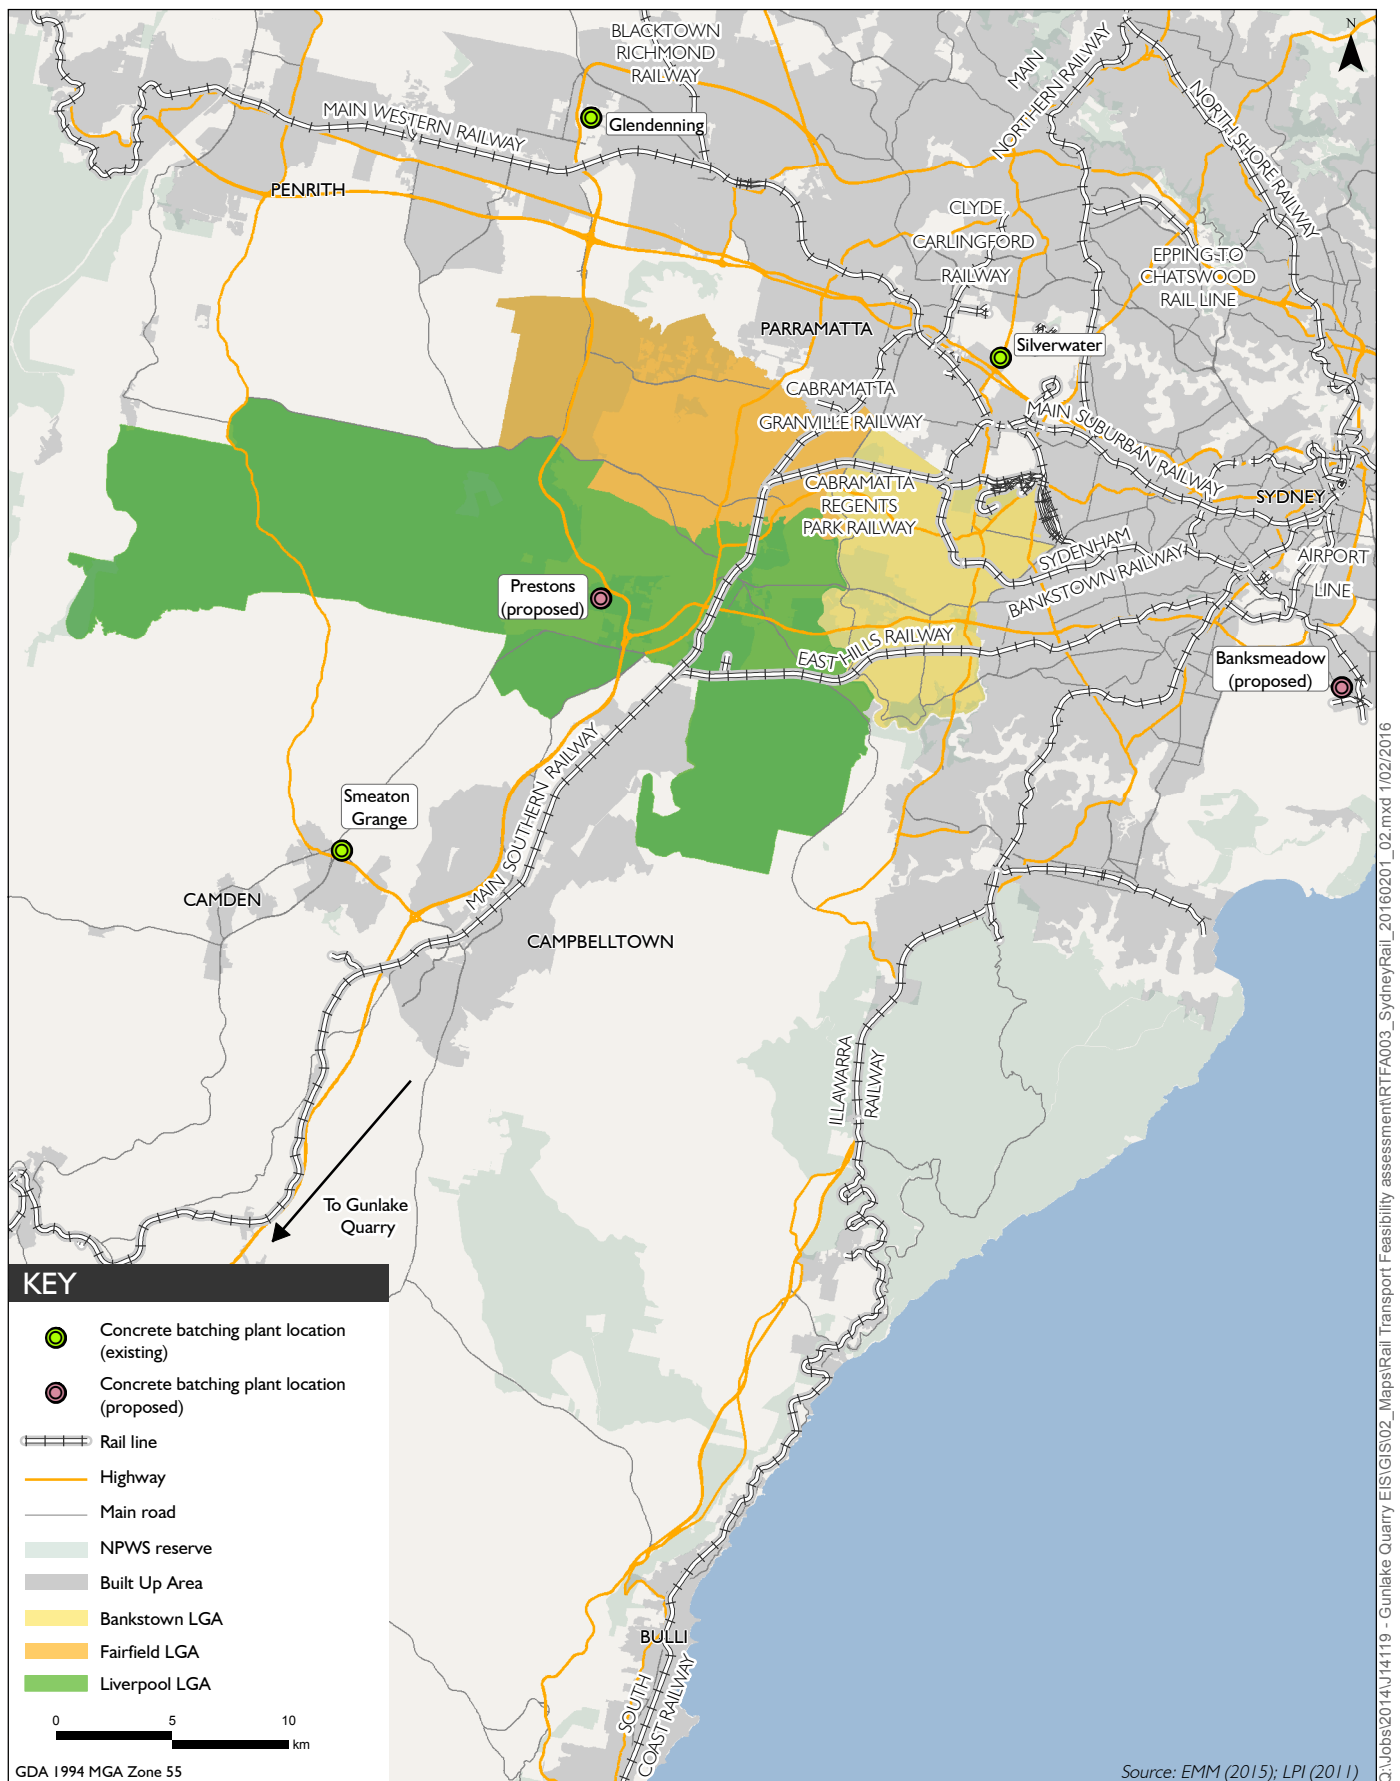 N
BLACKTOWN
RICHMOND
RAILWAY
MAIN
NORTHERN RAILWAY
NORTH SHORE RAILWAY
MAIN WESTERN RAILWAY
Glendenning
PENRITH
CLYDE
CARLINGFORD
RAILWAY
EPPING TO
CHATSWOOD
RAIL LINE
PARRAMATTA
Silverwater
CABRAMATTA
GRANVILLE RAILWAY
MAIN SUBURBAN RAILWAY
CABRAMATTA
REGENTS
PARK RAILWAY
SYDNEY
SYDENHAM
BANKSTOWN RAILWAY
AIRPORT
LINE
Prestons
(proposed)
EAST HILLS RAILWAY
Banksmeadow
(proposed)
MAIN SOUTHERN RAILWAY
Smeaton
Grange
CAMDEN
CAMPBELLTOWN
ILLAWARRA
RAILWAY
To Gunlake
Quarry
KEY
Concrete batching plant location
(existing)
Concrete batching plant location
(proposed)
Rail line
Highway
Main road
NPWS reserve
Built Up Area
Bankstown LGA
Fairfield LGA
Liverpool LGA
0 5 10
km
GDA 1994 MGA Zone 55
BULLI
SOUTH
COAST RAILWAY
Source: EMM (2015); LPI (2011)
Q:\Jobs\2014\J14119 - Gunlake Quarry EIS\GIS\02_Maps\Rail Transport Feasibility assessment\RTFA003_SydneyRail_20160201_02.mxd 1/02/2016